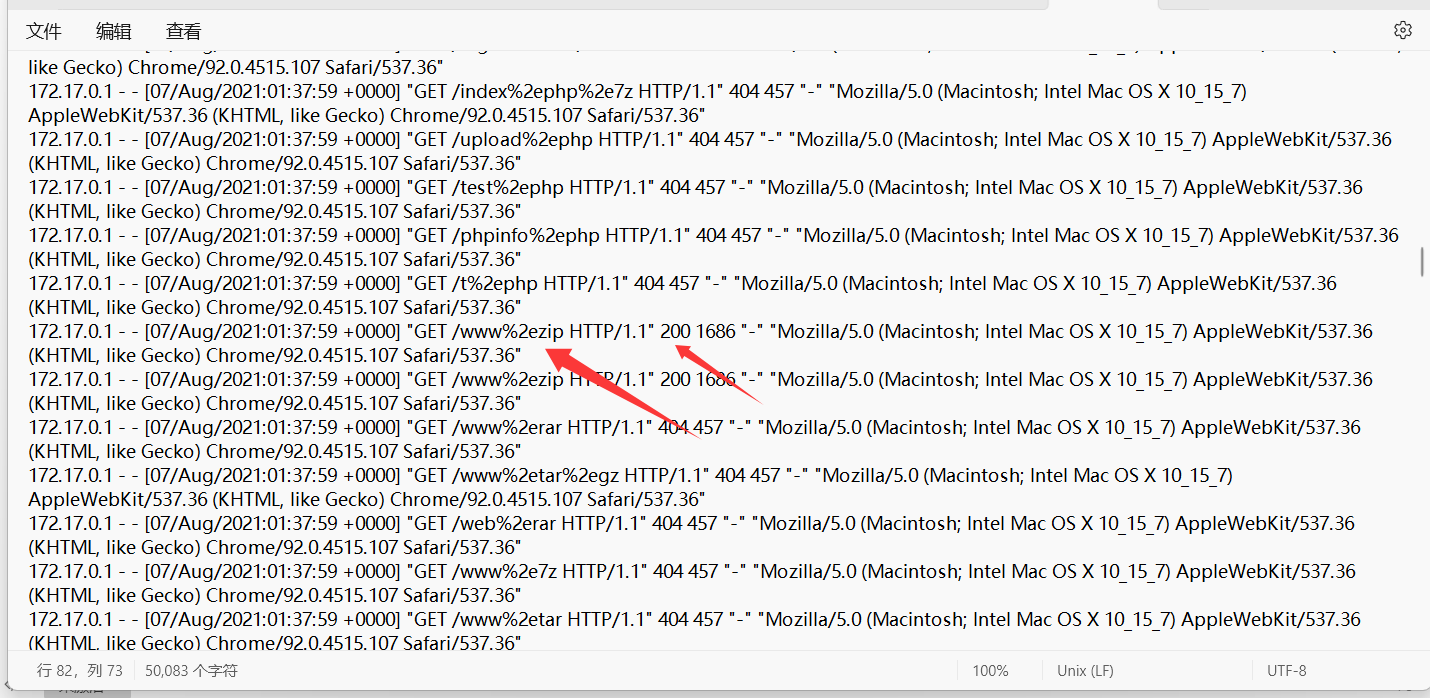 文件 编辑 查看
like Gecko) Chrome/92.0.4515.107 Safari/537.36"
172.17.0.1 - - [07/Aug/2021:01:37:59 +0000] "GET /index%2ephp%2e7z HTTP/1.1" 404 457 "-" "Mozilla/5.0 (Macintosh; Intel Mac OS X 10_15_7)
AppleWebKit/537.36 (KHTML, like Gecko) Chrome/92.0.4515.107 Safari/537.36"
172.17.0.1 - - [07/Aug/2021:01:37:59 +0000] "GET /upload%2ephp HTTP/1.1" 404 457 "-" "Mozilla/5.0 (Macintosh; Intel Mac OS X 10_15_7) AppleWebKit/537.36
(KHTML, like Gecko) Chrome/92.0.4515.107 Safari/537.36"
172.17.0.1 - - [07/Aug/2021:01:37:59 +0000] "GET /test%2ephp HTTP/1.1" 404 457 "-" "Mozilla/5.0 (Macintosh; Intel Mac OS X 10_15_7) AppleWebKit/537.36
(KHTML, like Gecko) Chrome/92.0.4515.107 Safari/537.36"
172.17.0.1 - - [07/Aug/2021:01:37:59 +0000] "GET /phpinfo%2ephp HTTP/1.1" 404 457 "-" "Mozilla/5.0 (Macintosh; Intel Mac OS X 10_15_7) AppleWebKit/537.36
(KHTML, like Gecko) Chrome/92.0.4515.107 Safari/537.36"
172.17.0.1 - - [07/Aug/2021:01:37:59 +0000] "GET /t%2ephp HTTP/1.1" 404 457 "-" "Mozilla/5.0 (Macintosh; Intel Mac OS X 10_15_7) AppleWebKit/537.36
(KHTML, like Gecko) Chrome/92.0.4515.107 Safari/537.36"
172.17.0.1 - - [07/Aug/2021:01:37:59 +0000] "GET /www%2ezip HTTP/1.1" 200 1686 "-" "Mozilla/5.0 (Macintosh; Intel Mac OS X 10_15_7) AppleWebKit/537.36
(KHTML, like Gecko) Chrome/92.0.4515.107 Safari/537.36"
172.17.0.1 - - [07/Aug/2021:01:37:59 +0000] "GET /www%2ezip HTTP/1.1" 200 1686 "-" "Mozilla/5.0 (Macintosh; Intel Mac OS X 10_15_7) AppleWebKit/537.36
(KHTML, like Gecko) Chrome/92.0.4515.107 Safari/537.36"
172.17.0.1 - - [07/Aug/2021:01:37:59 +0000] "GET /www%2erar HTTP/1.1" 404 457 "-" "Mozilla/5.0 (Macintosh; Intel Mac OS X 10_15_7) AppleWebKit/537.36
(KHTML, like Gecko) Chrome/92.0.4515.107 Safari/537.36"
172.17.0.1 - - [07/Aug/2021:01:37:59 +0000] "GET /www%2etar%2egz HTTP/1.1" 404 457 "-" "Mozilla/5.0 (Macintosh; Intel Mac OS X 10_15_7)
AppleWebKit/537.36 (KHTML, like Gecko) Chrome/92.0.4515.107 Safari/537.36"
172.17.0.1 - - [07/Aug/2021:01:37:59 +0000] "GET /web%2erar HTTP/1.1" 404 457 "-" "Mozilla/5.0 (Macintosh; Intel Mac OS X 10_15_7) AppleWebKit/537.36
(KHTML, like Gecko) Chrome/92.0.4515.107 Safari/537.36"
172.17.0.1 - - [07/Aug/2021:01:37:59 +0000] "GET /www%2e7z HTTP/1.1" 404 457 "-" "Mozilla/5.0 (Macintosh; Intel Mac OS X 10_15_7) AppleWebKit/537.36
(KHTML, like Gecko) Chrome/92.0.4515.107 Safari/537.36"
172.17.0.1 - - [07/Aug/2021:01:37:59 +0000] "GET /www%2etar HTTP/1.1" 404 457 "-" "Mozilla/5.0 (Macintosh; Intel Mac OS X 10_15_7) AppleWebKit/537.36
(KHTML, like Gecko) Chrome/92.0.4515.107 Safari/537.36"
行 82，列 73 50,083 个字符 100% Unix (LF) UTF-8